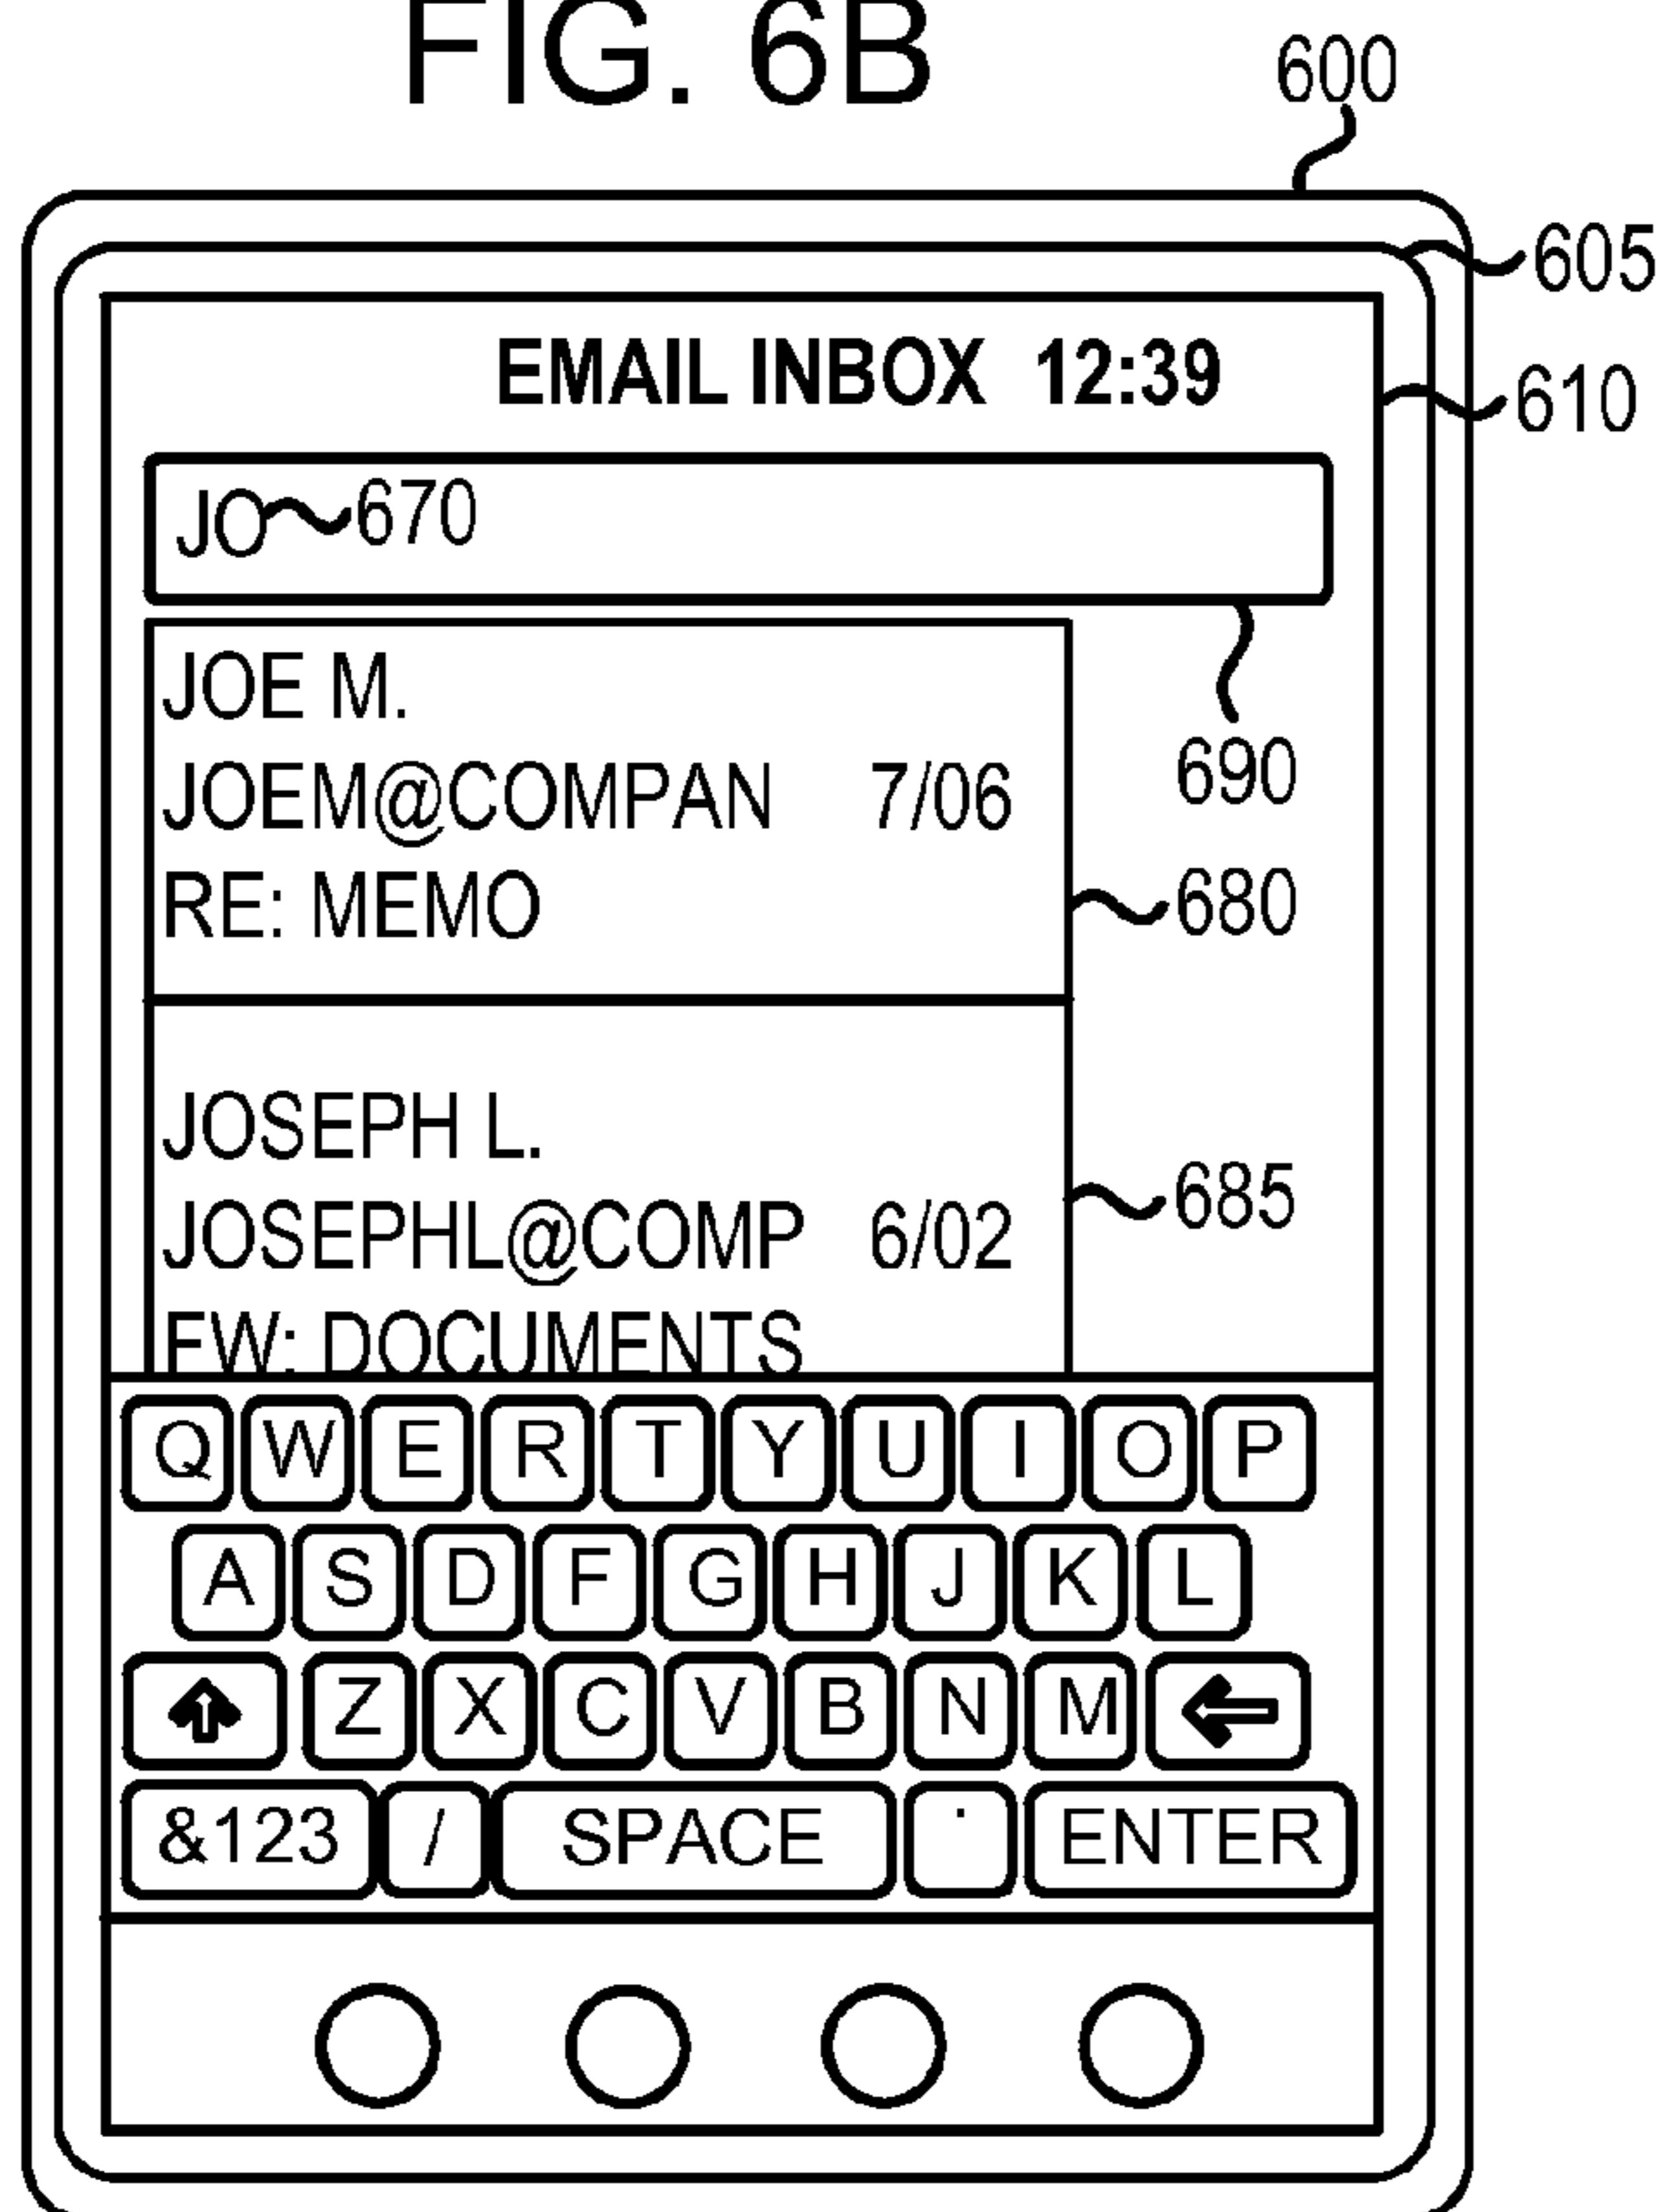 FIG. 6B
600
605
EMAIL INBOX 12:39
610
JO 670
JOE M.
690
JOEM@COMPAN 7/06
RE: MEMO
680
JOSEPH L.
685
JOSEPHL@COMP 6/02
FW: DOCUMENTS
Q W E R T Y U I O P
A S D F G H J K L
Z X C V B N M
&123 / SPACE . ENTER